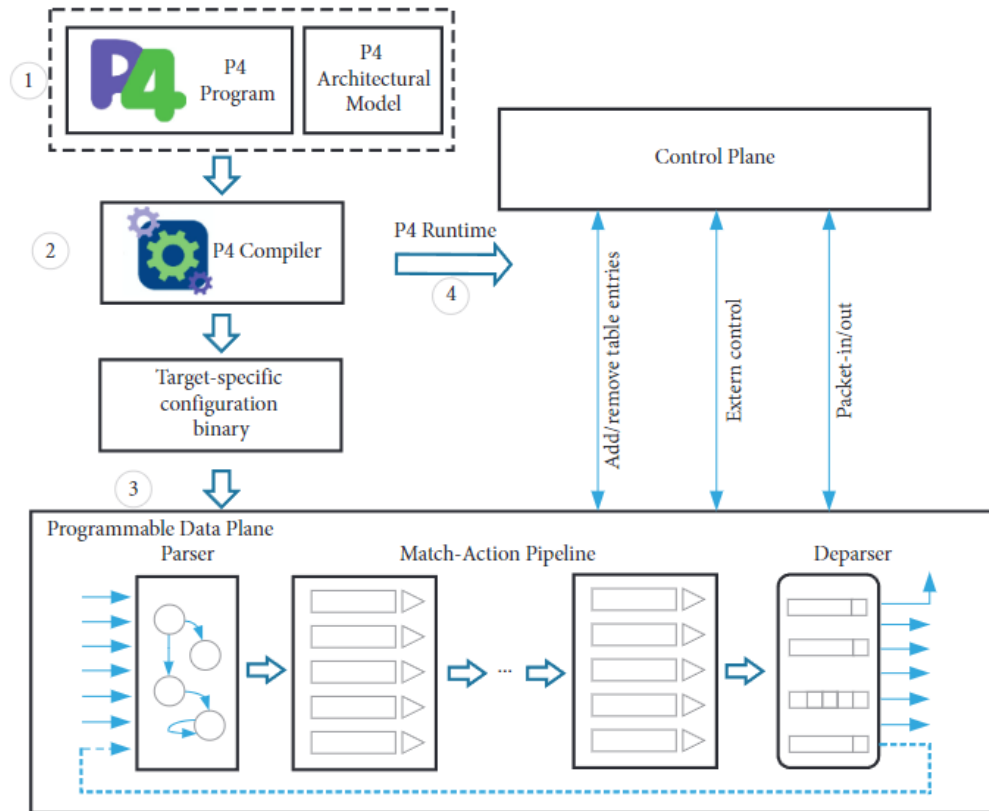 1
P4
P4
Program
P4
Architectural
Model
Control Plane
2
P4 Compiler
P4 Runtime
4
Target-specific
configuration
binary
Add/remove table entries
Extern control
Packet-in/out
3
Programmable Data Plane
Parser
Match-Action Pipeline
Deparser
...